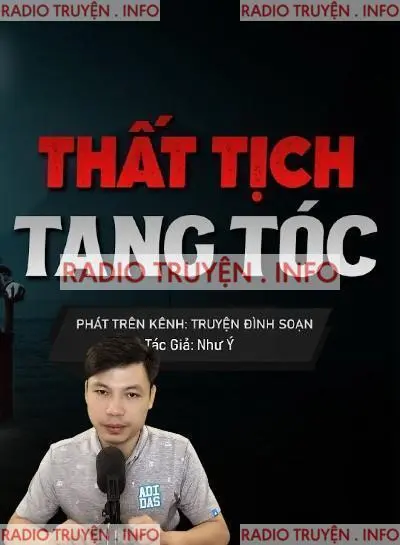 RADIO TRUYỆN . INFO RADIO TRUYỆN . INFO
THẤT TỊCH
TANG TÓC
RADIO TRUYỆN . INFO
PHÁT TRÊN KÊNH: TRUYỆN ĐÌNH SOẠN
Tác Giả: Như Ý
ADI
DAS
RADIO TRUYỆN . INFO RADIO TRUYỆN . INFO